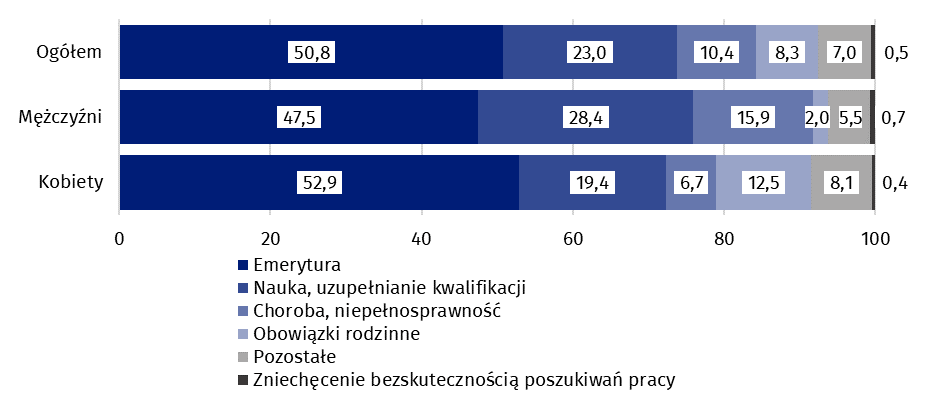 Ogółem 50,8 23,0 10,4 8,3 7,0 0,5
Mężczyźni 47,5 28,4 15,9 2,0 5,5 0,7
Kobiety 52,9 19,4 6,7 12,5 8,1 0,4
0 20 40 60 80 100
Emerytura
Nauka, uzupełnianie kwalifikacji
Choroba, niepełnosprawność
Obowiązki rodzinne
Pozostałe
Zniechęcenie bezskutecznością poszukiwań pracy